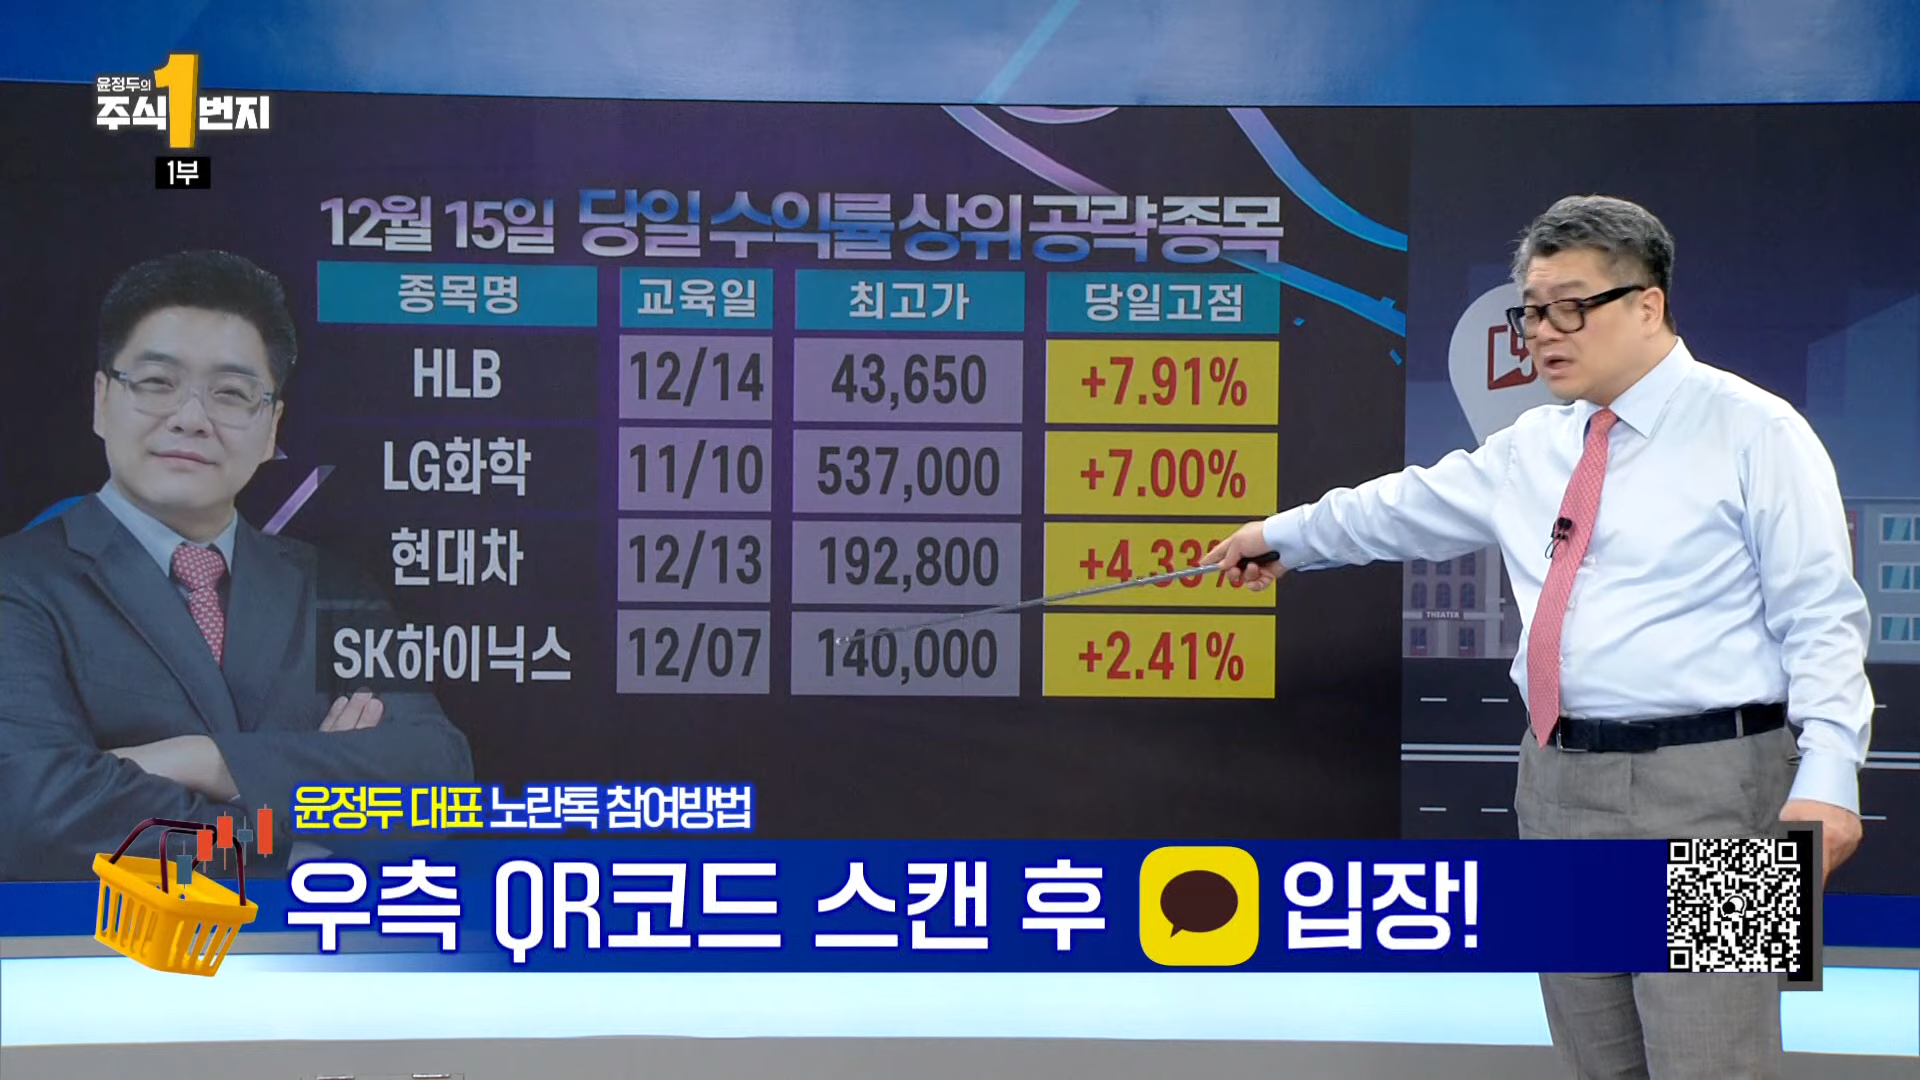 윤정두의
주식1번지
1부
12월 15일 당일 수익률 상위 공략종목
종목명 교육일 최고가 당일고점
HLB 12/14 43,650 +7.91%
LG화학 11/10 537,000 +7.00%
현대차 12/13 192,800 +4.33%
SK하이닉스 12/07 140,000 +2.41%
THEATER
윤정두 대표 노란톡 참여방법
우측 QR코드 스캔 후 입장!